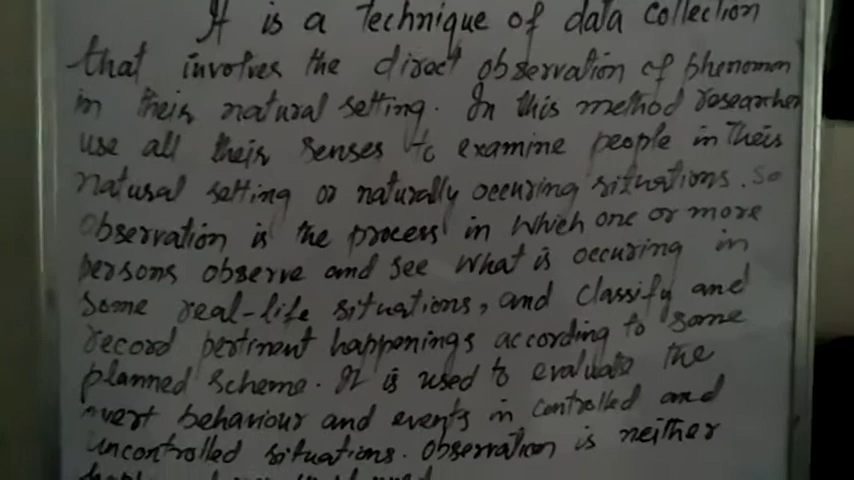 It is a technique of data collection
that involves the direct observation of phenomon
in their natural setting. In this method researcher
use all their senses to examine people in their
natural setting or naturally occuring situations. So
Observation is the process in which one or more
persons observe and see what is occuring in
some real-life situations, and classify and
record pertinent happenings according to some
planned scheme. It is used to evaluate the
overt behaviour and events in controlled and
uncontrolled situations. Observation is neither